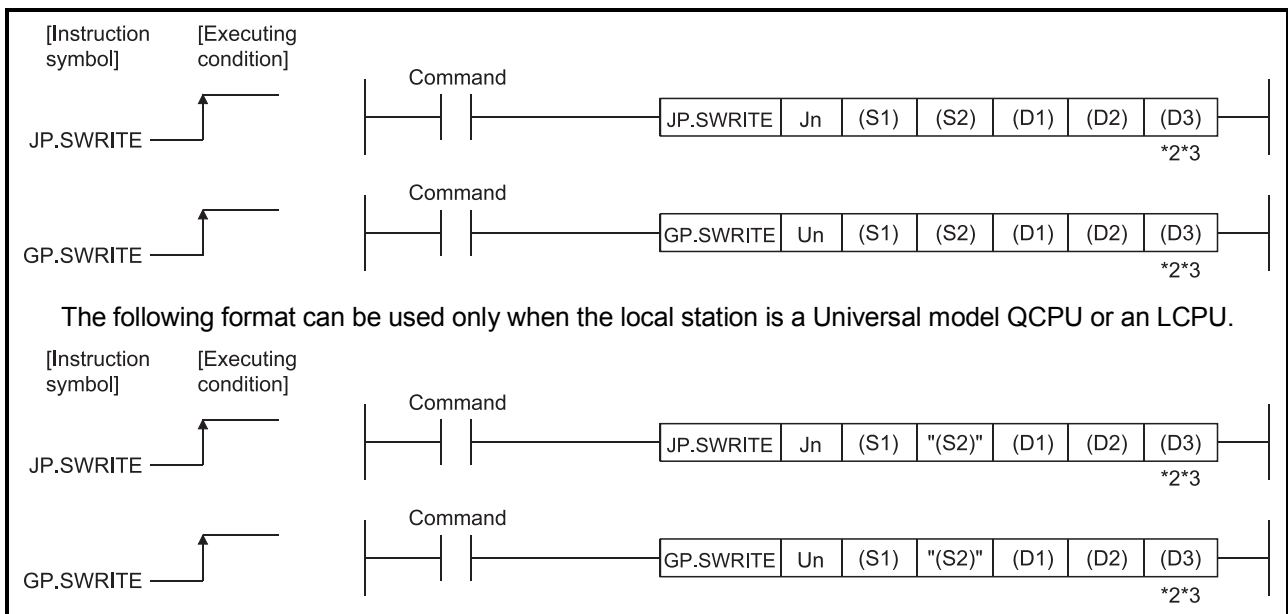 [Instruction symbol] [Executing condition]
Command
JP.SWRITE
JP.SWRITE Jn (S1) (S2) (D1) (D2) (D3)
*2*3
Command
GP.SWRITE
GP.SWRITE Un (S1) (S2) (D1) (D2) (D3)
*2*3
The following format can be used only when the local station is a Universal model QCPU or an LCPU.
[Instruction symbol] [Executing condition]
Command
JP.SWRITE
JP.SWRITE Jn (S1) "(S2)" (D1) (D2) (D3)
*2*3
Command
GP.SWRITE
GP.SWRITE Un (S1) "(S2)" (D1) (D2) (D3)
*2*3